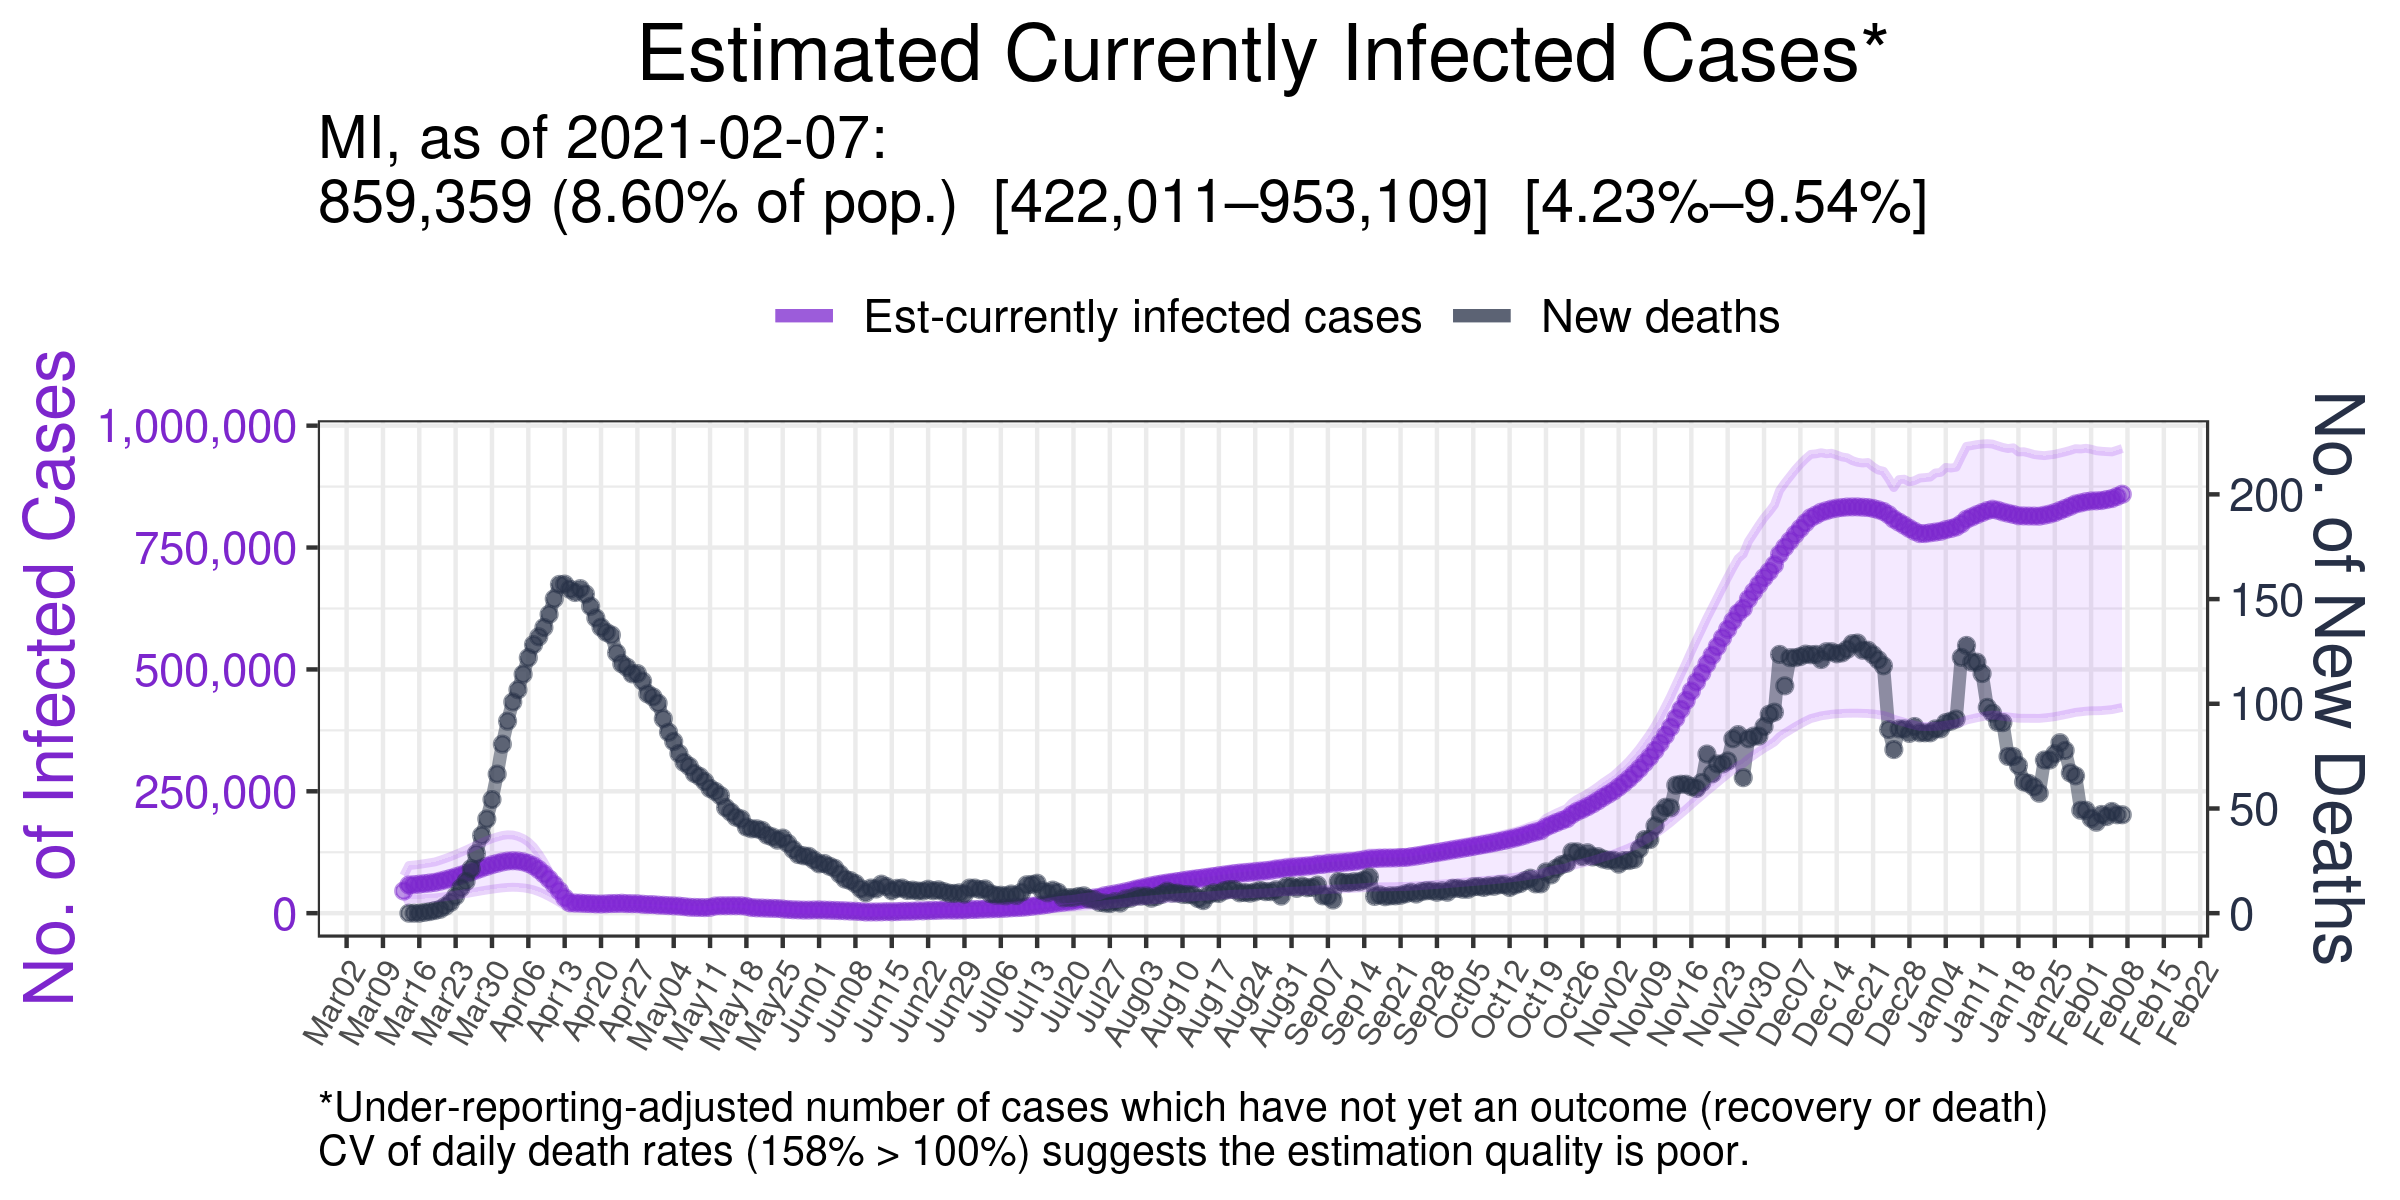 Estimated Currently Infected Cases*
MI, as of 2021-02-07:
859,359 (8.60% of pop.) [422,011–953,109] [4.23%–9.54%]
Est-currently infected cases
New deaths
No. of Infected Cases
1,000,000
750,000
500,000
250,000
0
No. of New Deaths
200
150
100
50
0
Mar02
Mar09
Mar16
Mar23
Mar30
Apr06
Apr13
Apr20
Apr27
May04
May11
May18
May25
Jun01
Jun08
Jun15
Jun22
Jun29
Jul06
Jul13
Jul20
Jul27
Aug03
Aug10
Aug17
Aug24
Aug31
Sep07
Sep14
Sep21
Sep28
Oct05
Oct12
Oct19
Oct26
Nov02
Nov09
Nov16
Nov23
Nov30
Dec07
Dec14
Dec21
Dec28
Jan04
Jan11
Jan18
Jan25
Feb01
Feb08
Feb15
Feb22
*Under-reporting-adjusted number of cases which have not yet an outcome (recovery or death)
CV of daily death rates (158% > 100%) suggests the estimation quality is poor.